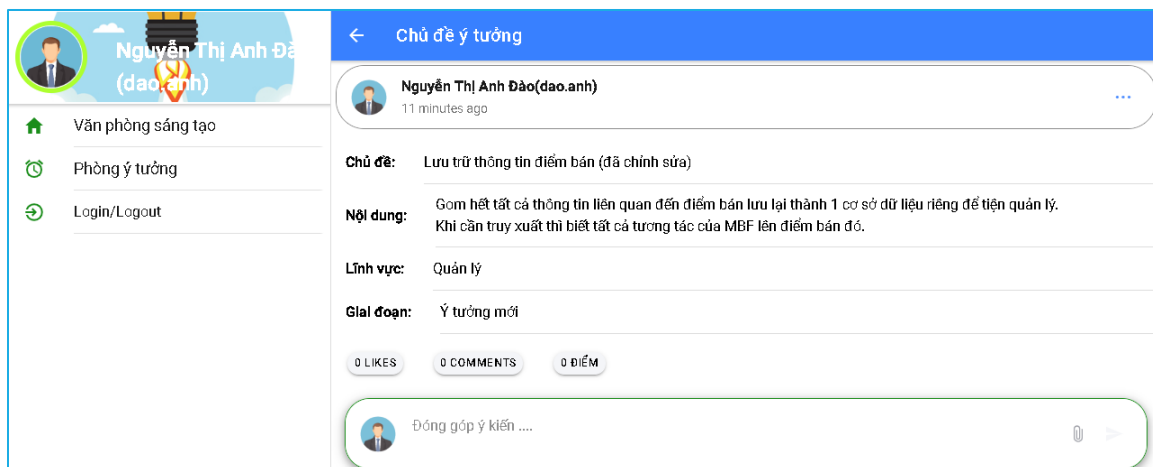 Nguyễn Thị Anh Đà
(dao.anh)
Văn phòng sáng tạo
Phòng ý tưởng
Login/Logout
Chủ đề ý tưởng
Nguyễn Thị Anh Đào(dao.anh)
11 minutes ago
Chủ đề: Lưu trữ thông tin điểm bán (đã chỉnh sửa)
Nội dung: Gom hết tất cả thông tin liên quan đến điểm bán lưu lại thành 1 cơ sở dữ liệu riêng để tiện quản lý.
Khi cần truy xuất thì biết tất cả tương tác của MBF lên điểm bán đó.
Lĩnh vực: Quản lý
Giai đoạn: Ý tưởng mới
0 LIKES 0 COMMENTS 0 ĐIỂM
Đóng góp ý kiến ....